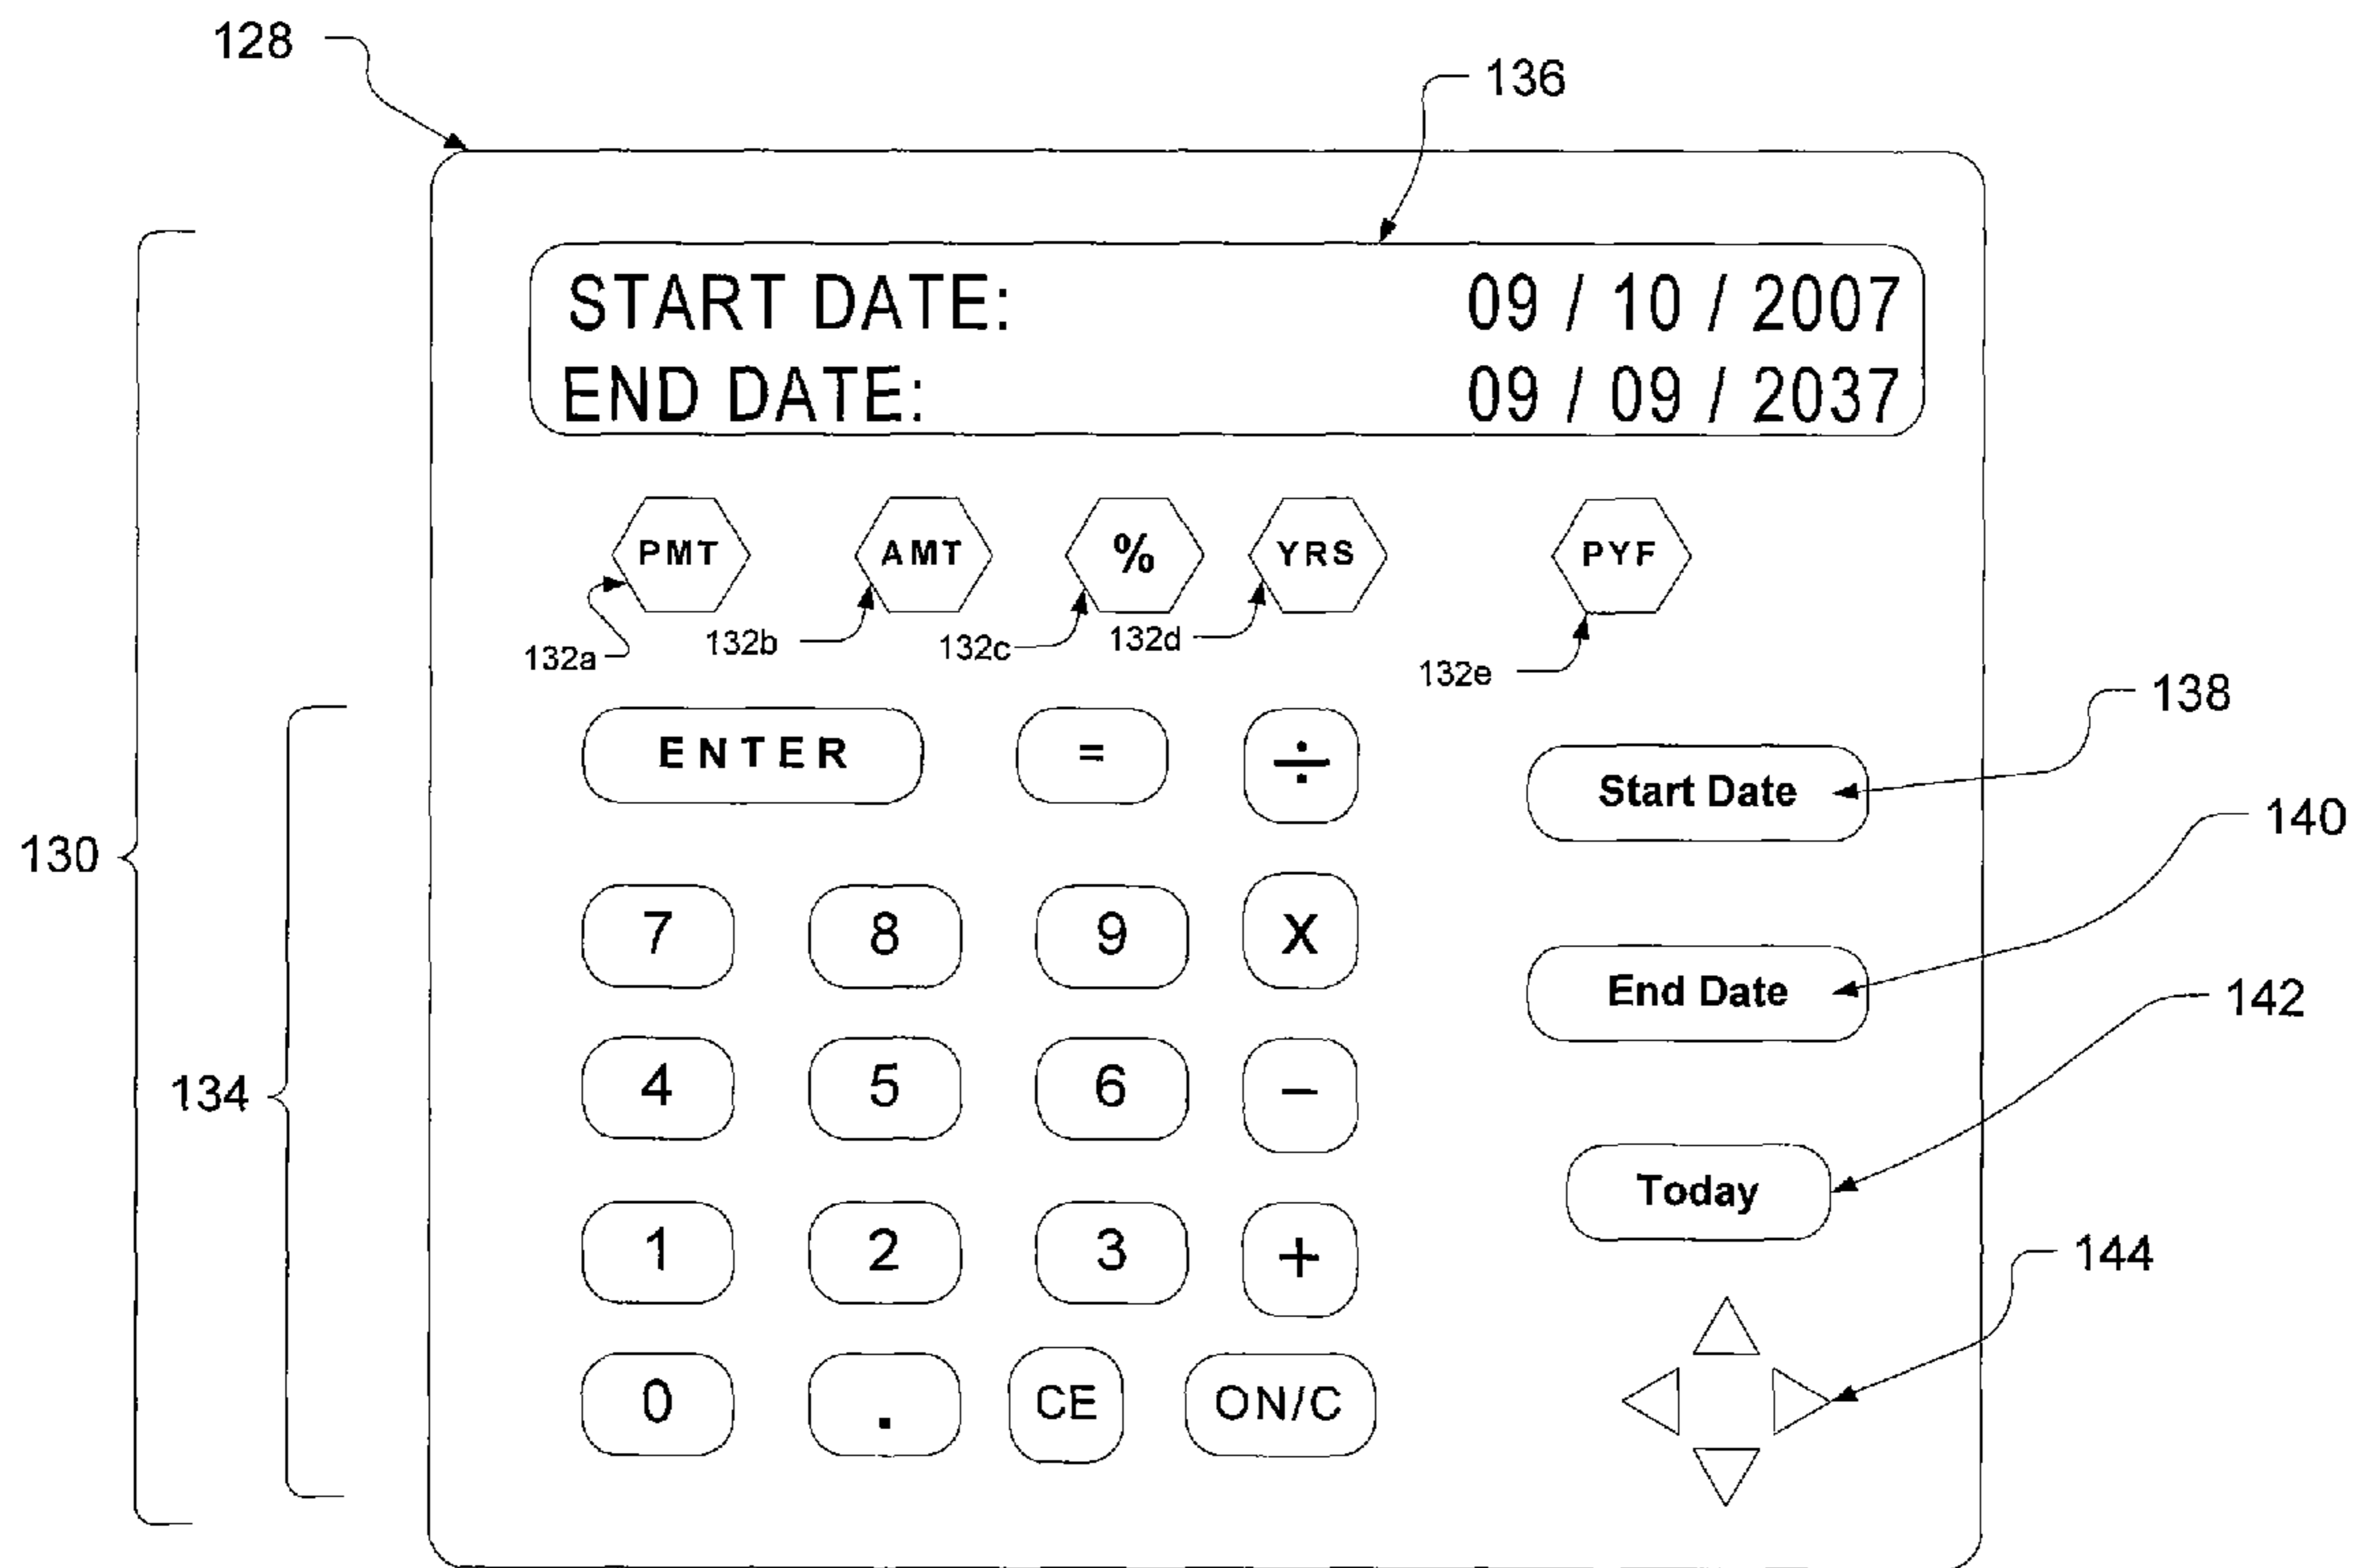 128
136
START DATE: 09 / 10 / 2007
END DATE: 09 / 09 / 2037
PMT AMT % YRS PYF
132a 132b 132c 132d 132e
138
ENTER = ÷ Start Date
140
130
7 8 9 X End Date
142
134
4 5 6 − Today
1 2 3 +
144
0 . CE ON/C